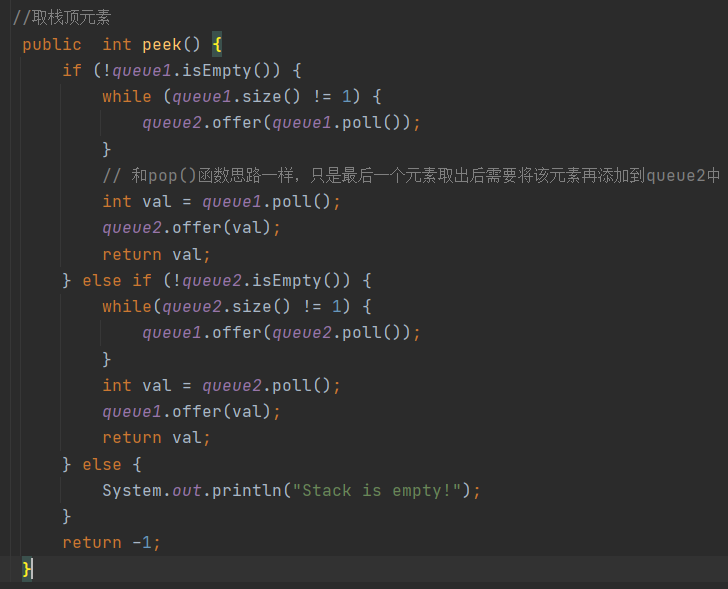 //取栈顶元素
public  int peek() {
    if (!queue1.isEmpty()) {
        while (queue1.size() != 1) {
            queue2.offer(queue1.poll());
        }
        // 和pop()函数思路一样，只是最后一个元素取出后需要将该元素再添加到queue2中
        int val = queue1.poll();
        queue2.offer(val);
        return val;
    } else if (!queue2.isEmpty()) {
        while(queue2.size() != 1) {
            queue1.offer(queue2.poll());
        }
        int val = queue2.poll();
        queue1.offer(val);
        return val;
    } else {
        System.out.println("Stack is empty!");
    }
    return -1;
}